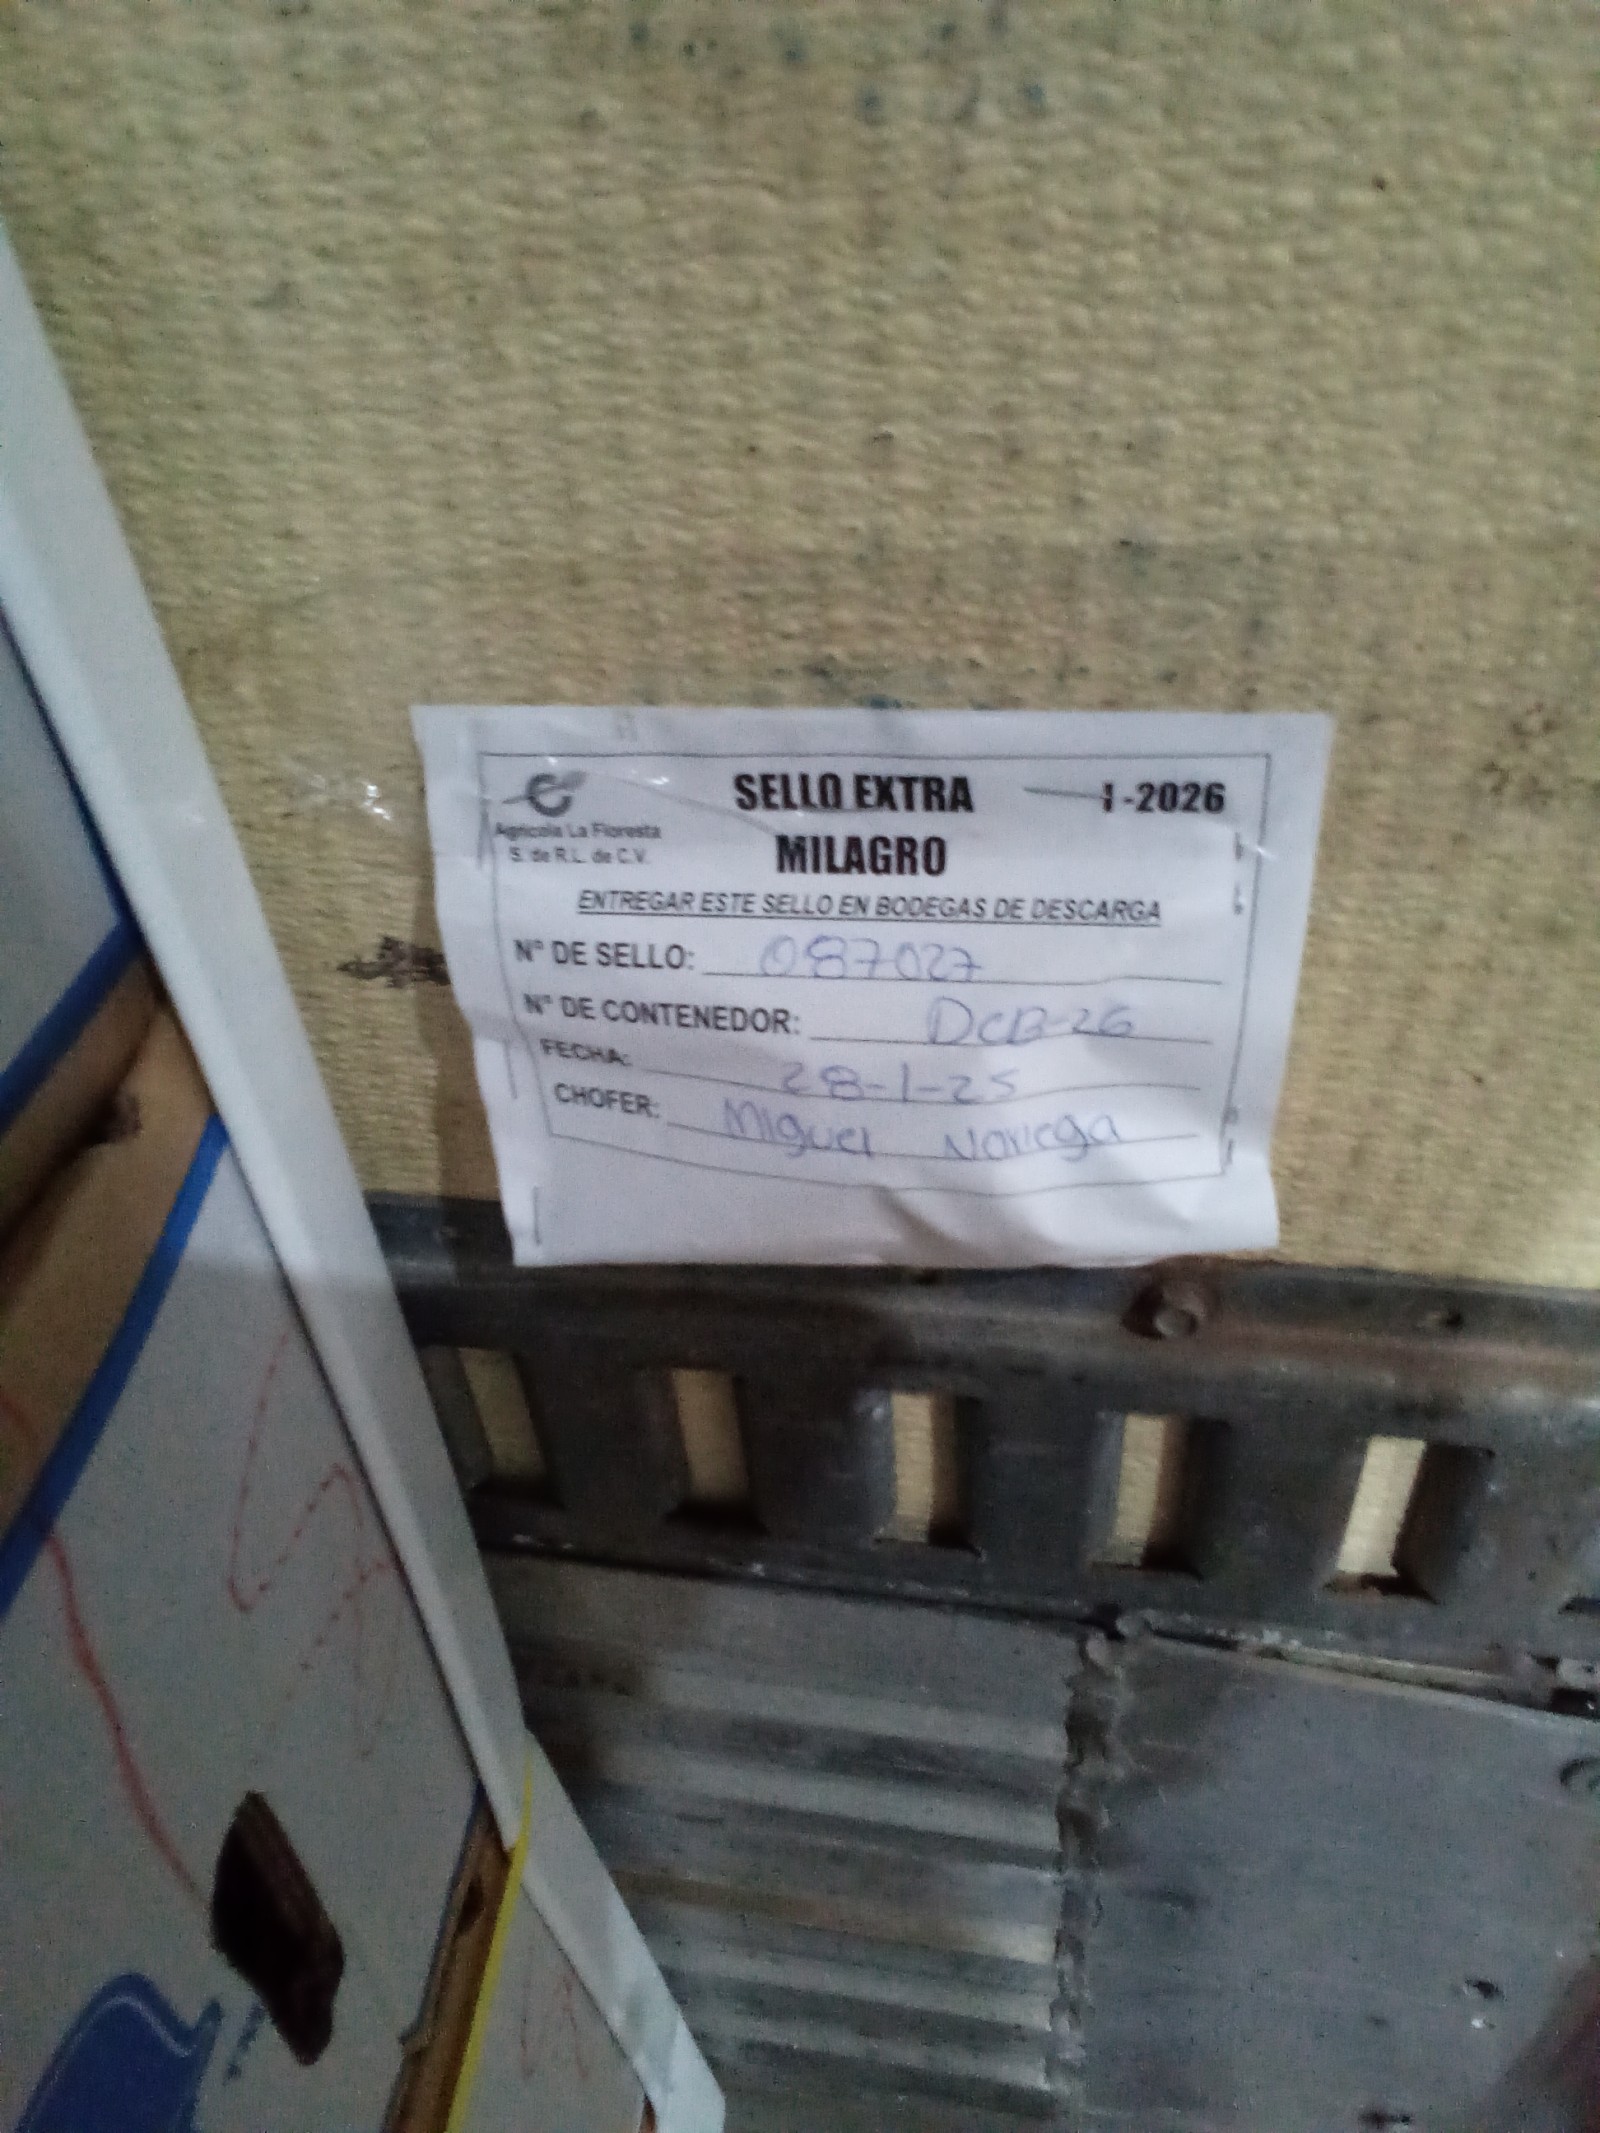 SELLO EXTRA
I-2026
Agrícola La Floresta
S. de R.L. de C.V.
MILAGRO
ENTREGAR ESTE SELLO EN BODEGAS DE DESCARGA
N° DE SELLO: 087027
N° DE CONTENEDOR: DCB-26
FECHA: 28-1-25
CHOFER: Miguel Noriega